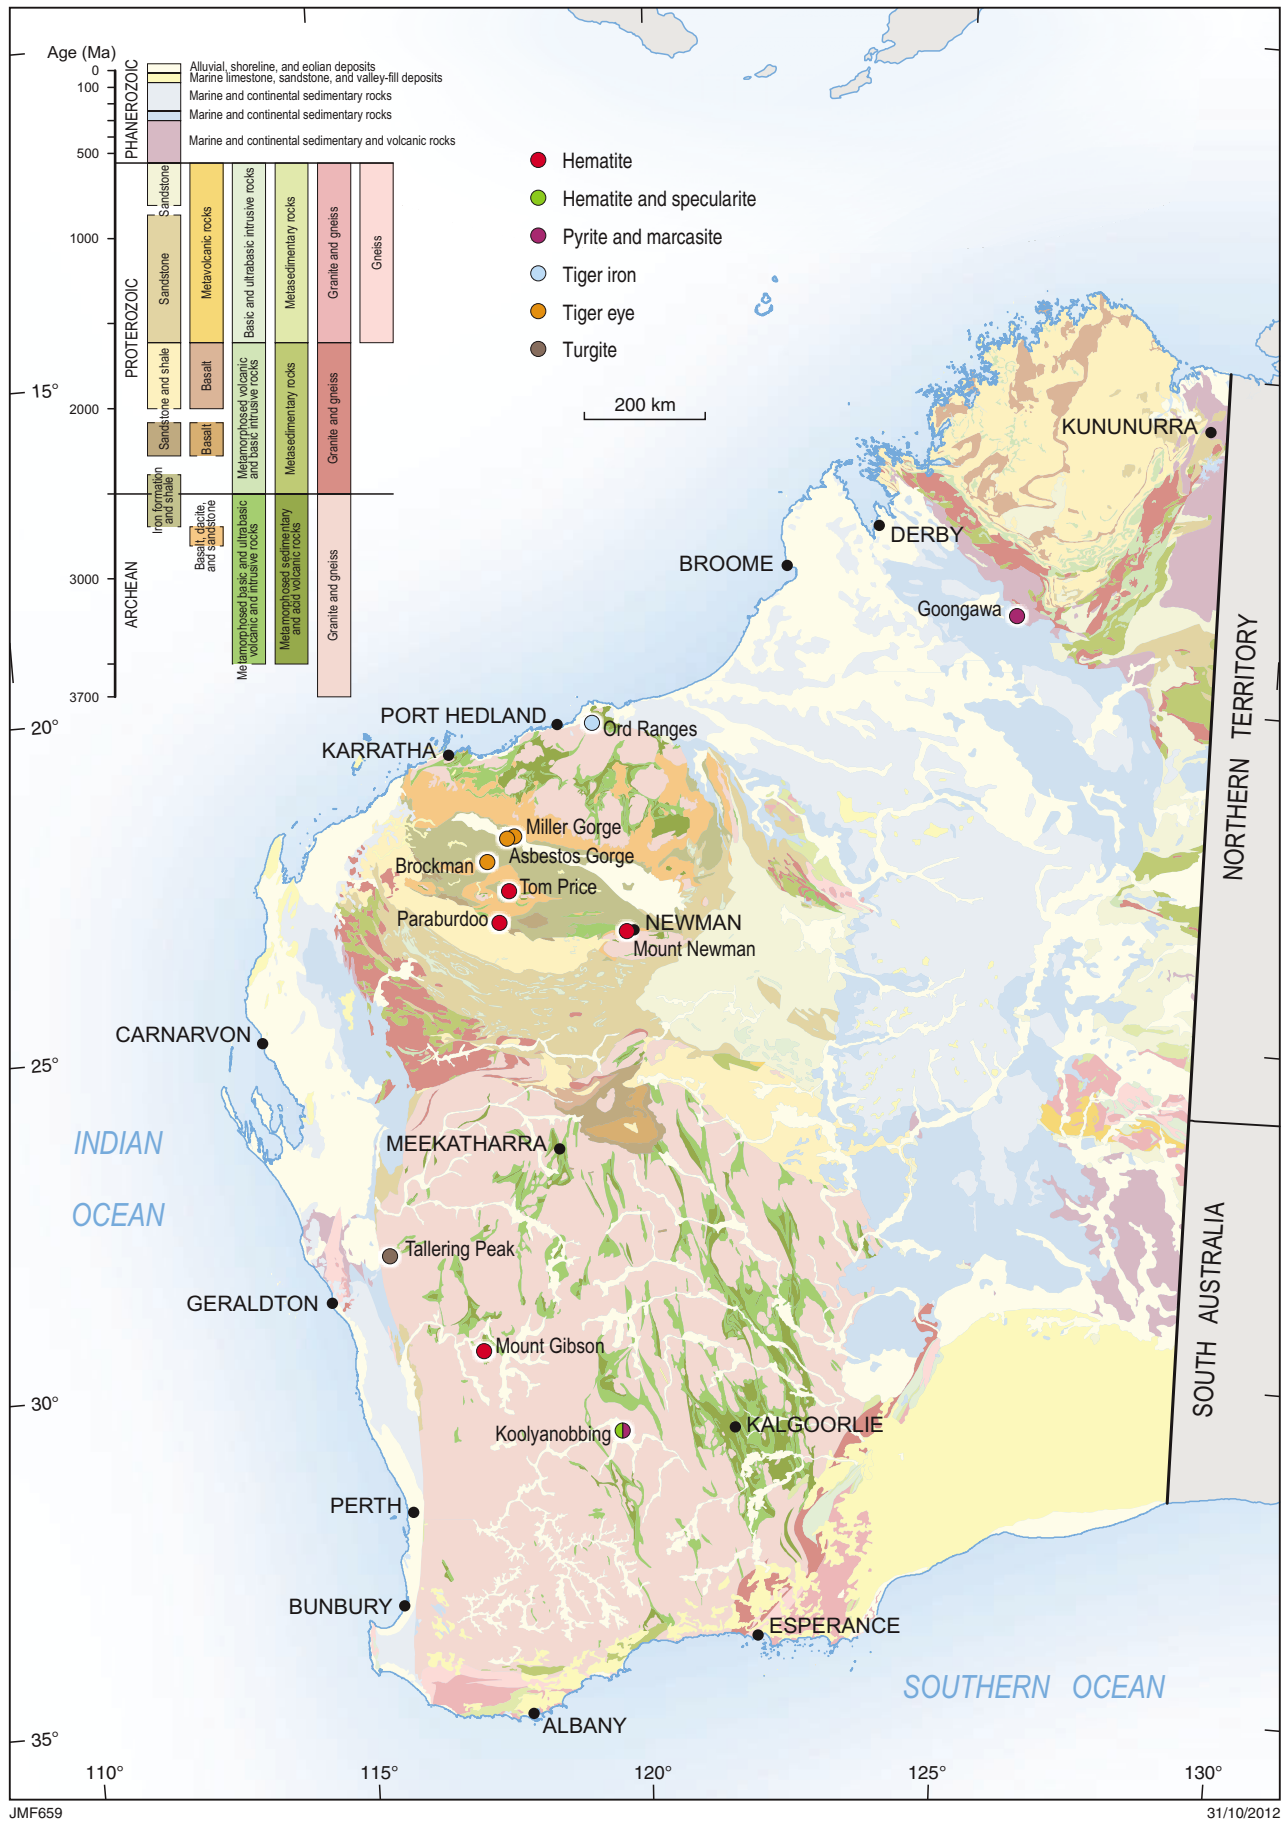 Age (Ma)
0
100
500
1000
2000
3000
3700
PHANEROZOIC
PROTEROZOIC
ARCHEAN
Alluvial, shoreline, and eolian deposits
Marine limestone, sandstone, and valley-fill deposits
Marine and continental sedimentary rocks
Marine and continental sedimentary rocks
Marine and continental sedimentary and volcanic rocks
Sandstone
Sandstone
Sandstone and shale
Sandstone and shale
Iron formation
and shale
Metavolcanic rocks
Basalt
Basalt
Basalt, dacite,
and sandstone
Basic and ultrabasic intrusive rocks
Metamorphosed volcanic
and basic intrusive rocks
Metamorphosed basic and ultrabasic
volcanic and intrusive rocks
Metasedimentary rocks
Metasedimentary rocks
Metamorphosed sedimentary
and acid volcanic rocks
Granite and gneiss
Granite and gneiss
Granite and gneiss
Gneiss
Hematite
Hematite and specularite
Pyrite and marcasite
Tiger iron
Tiger eye
Turgite
200 km
15°
20°
25°
30°
35°
KUNUNURRA
DERBY
BROOME
Goongawa
NORTHERN TERRITORY
PORT HEDLAND
Ord Ranges
KARRATHA
Miller Gorge
Asbestos Gorge
Brockman
Tom Price
Paraburdoo
NEWMAN
Mount Newman
CARNARVON
INDIAN
OCEAN
MEEKATHARRA
SOUTH AUSTRALIA
Tallering Peak
GERALDTON
Mount Gibson
KALGOORLIE
Koolyanobbing
PERTH
BUNBURY
ESPERANCE
SOUTHERN OCEAN
ALBANY
110°
115°
120°
125°
130°
JMF659
31/10/2012